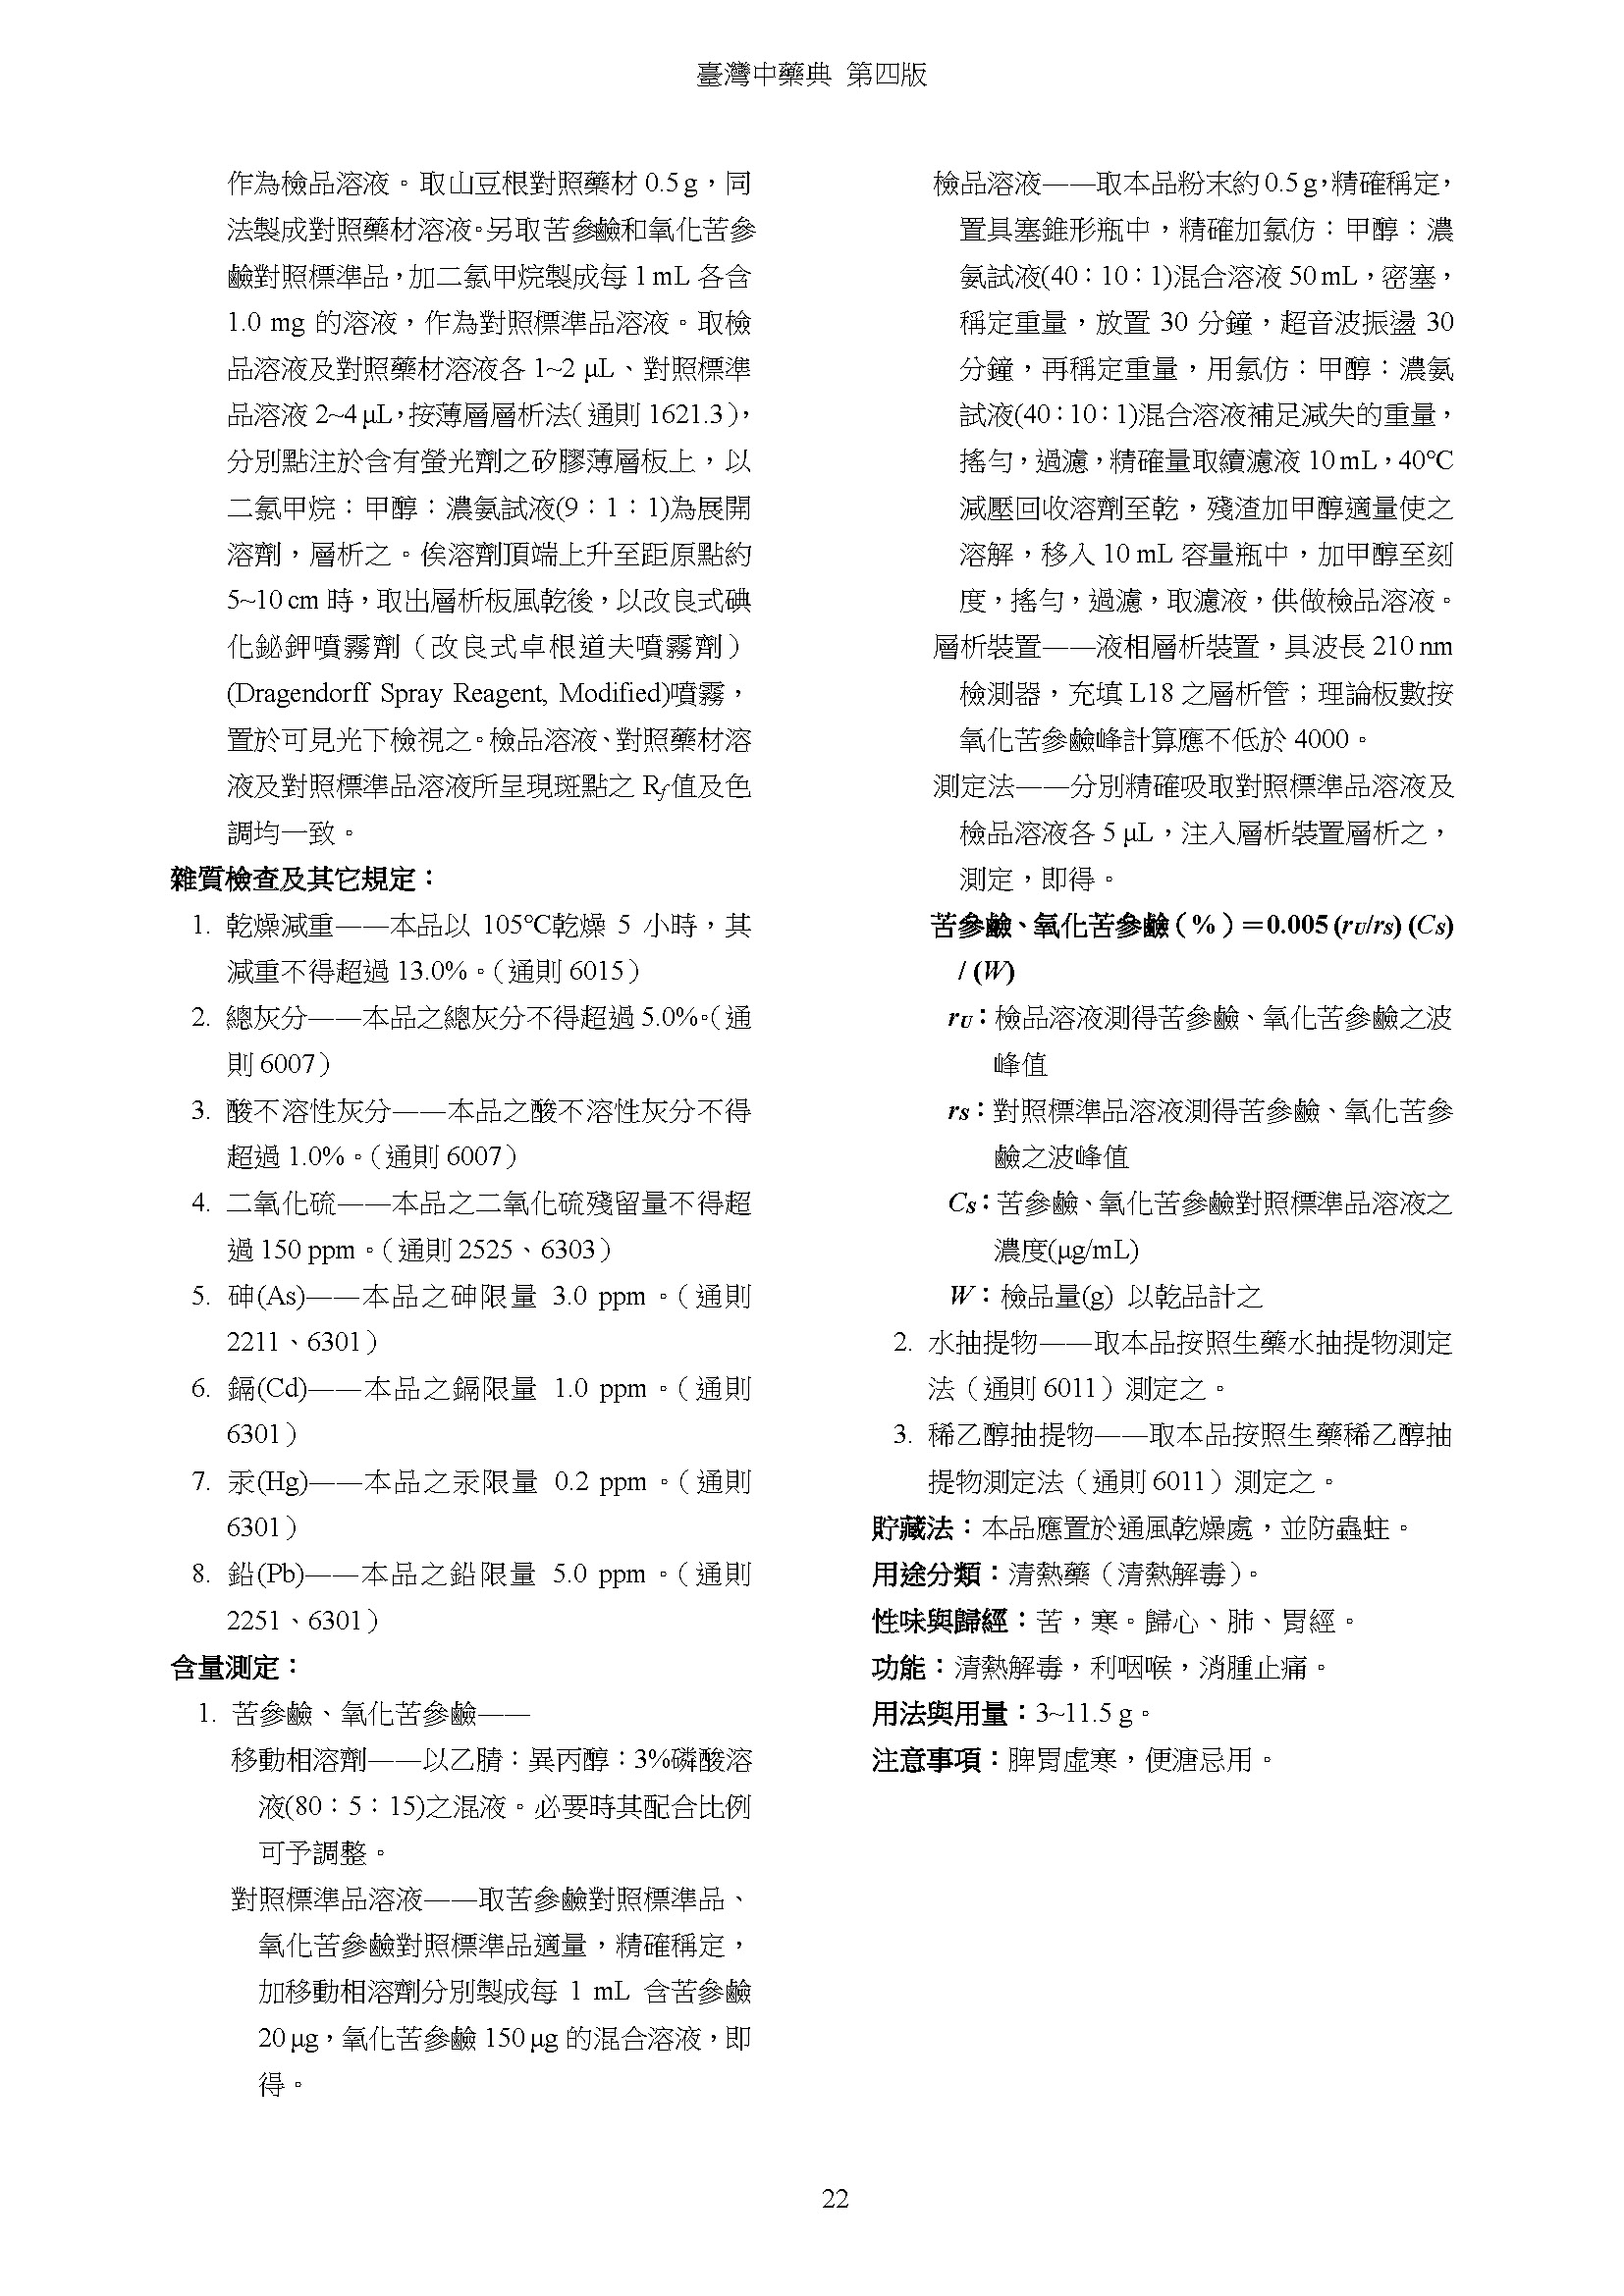 臺灣中藥典 第四版
作為檢品溶液。取山豆根對照藥材 0.5 g，同
法製成對照藥材溶液。另取苦參鹼和氧化苦參
鹼對照標準品，加二氯甲烷製成每 1 mL 各含
1.0 mg 的溶液，作為對照標準品溶液。取檢
品溶液及對照藥材溶液各 1~2 μL、對照標準
品溶液 2~4 μL，按薄層層析法（通則 1621.3），
分別點注於含有螢光劑之矽膠薄層板上，以
二氯甲烷：甲醇：濃氨試液(9：1：1)為展開
溶劑，層析之。俟溶劑頂端上升至距原點約
5~10 cm 時，取出層析板風乾後，以改良式碘
化鉍鉀噴霧劑（改良式卓根道夫噴霧劑）
(Dragendorff Spray Reagent, Modified)噴霧，
置於可見光下檢視之。檢品溶液、對照藥材溶
液及對照標準品溶液所呈現斑點之 Rf 值及色
調均一致。
雜質檢查及其它規定：
1. 乾燥減重——本品以 105℃乾燥 5 小時，其
減重不得超過 13.0%。（通則 6015）
2. 總灰分——本品之總灰分不得超過 5.0%。（通
則 6007）
3. 酸不溶性灰分——本品之酸不溶性灰分不得
超過 1.0%。（通則 6007）
4. 二氧化硫——本品之二氧化硫殘留量不得超
過 150 ppm。（通則 2525、6303）
5. 砷(As)——本品之砷限量 3.0 ppm。（通則
2211、6301）
6. 鎘(Cd)——本品之鎘限量 1.0 ppm。（通則
6301）
7. 汞(Hg)——本品之汞限量 0.2 ppm。（通則
6301）
8. 鉛(Pb)——本品之鉛限量 5.0 ppm。（通則
2251、6301）
含量測定：
1. 苦參鹼、氧化苦參鹼——
移動相溶劑——以乙腈：異丙醇：3%磷酸溶
液(80：5：15)之混液。必要時其配合比例
可予調整。
對照標準品溶液——取苦參鹼對照標準品、
氧化苦參鹼對照標準品適量，精確稱定，
加移動相溶劑分別製成每 1 mL 含苦參鹼
20 μg，氧化苦參鹼 150 μg 的混合溶液，即
得。
檢品溶液——取本品粉末約 0.5 g，精確稱定，
置具塞錐形瓶中，精確加氯仿：甲醇：濃
氨試液(40：10：1)混合溶液 50 mL，密塞，
稱定重量，放置 30 分鐘，超音波振盪 30
分鐘，再稱定重量，用氯仿：甲醇：濃氨
試液(40：10：1)混合溶液補足減失的重量，
搖勻，過濾，精確量取續濾液 10 mL，40℃
減壓回收溶劑至乾，殘渣加甲醇適量使之
溶解，移入 10 mL 容量瓶中，加甲醇至刻
度，搖勻，過濾，取濾液，供做檢品溶液。
層析裝置——液相層析裝置，具波長 210 nm
檢測器，充填 L18 之層析管；理論板數按
氧化苦參鹼峰計算應不低於 4000。
測定法——分別精確吸取對照標準品溶液及
檢品溶液各 5 μL，注入層析裝置層析之，
測定，即得。
苦參鹼、氧化苦參鹼（%）＝0.005 (rU/rS) (CS)
/ (W)
rU：檢品溶液測得苦參鹼、氧化苦參鹼之波
峰值
rS：對照標準品溶液測得苦參鹼、氧化苦參
鹼之波峰值
CS：苦參鹼、氧化苦參鹼對照標準品溶液之
濃度(μg/mL)
W：檢品量(g) 以乾品計之
2. 水抽提物——取本品按照生藥水抽提物測定
法（通則 6011）測定之。
3. 稀乙醇抽提物——取本品按照生藥稀乙醇抽
提物測定法（通則 6011）測定之。
貯藏法：本品應置於通風乾燥處，並防蟲蛀。
用途分類：清熱藥（清熱解毒）。
性味與歸經：苦，寒。歸心、肺、胃經。
功能：清熱解毒，利咽喉，消腫止痛。
用法與用量：3~11.5 g。
注意事項：脾胃虛寒，便溏忌用。
22